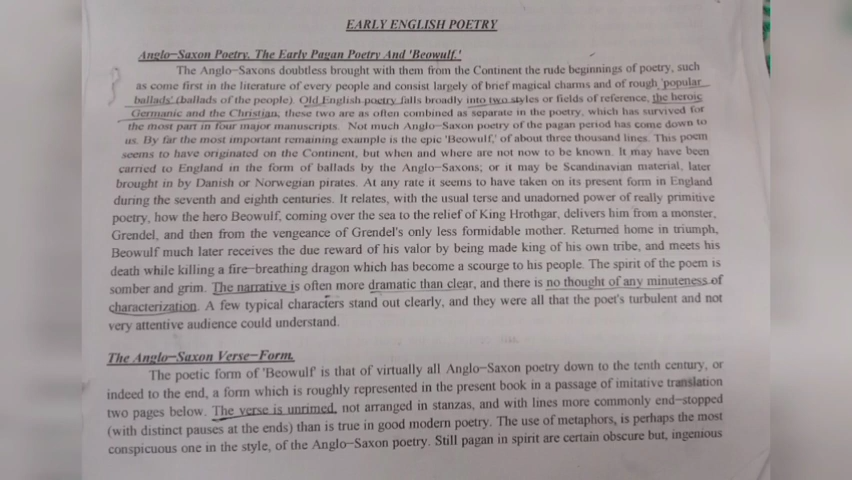 EARLY ENGLISH POETRY
Anglo-Saxon Poetry. The Early Pagan Poetry And 'Beowulf.'
The Anglo-Saxons doubtless brought with them from the Continent the rude beginnings of poetry, such
as come first in the literature of every people and consist largely of brief magical charms and of rough 'popular
ballads' (ballads of the people). Old English poetry falls broadly into two styles or fields of reference, the heroic
Germanic and the Christian, these two are as often combined as separate in the poetry, which has survived for
the most part in four major manuscripts. Not much Anglo-Saxon poetry of the pagan period has come down to
us. By far the most important remaining example is the epic 'Beowulf,' of about three thousand lines. This poem
seems to have originated on the Continent, but when and where are not now to be known. It may have been
carried to England in the form of ballads by the Anglo-Saxons; or it may be Scandinavian material, later
brought in by Danish or Norwegian pirates. At any rate it seems to have taken on its present form in England
during the seventh and eighth centuries. It relates, with the usual terse and unadorned power of really primitive
poetry, how the hero Beowulf, coming over the sea to the relief of King Hrothgar, delivers him from a monster,
Grendel, and then from the vengeance of Grendel's only less formidable mother. Returned home in triumph,
Beowulf much later receives the due reward of his valor by being made king of his own tribe, and meets his
death while killing a fire-breathing dragon which has become a scourge to his people. The spirit of the poem is
somber and grim. The narrative is often more dramatic than clear, and there is no thought of any minuteness of
characterization. A few typical characters stand out clearly, and they were all that the poet's turbulent and not
very attentive audience could understand.
The Anglo-Saxon Verse-Form.
The poetic form of 'Beowulf' is that of virtually all Anglo-Saxon poetry down to the tenth century, or
indeed to the end, a form which is roughly represented in the present book in a passage of imitative translation
two pages below. The verse is unrimed, not arranged in stanzas, and with lines more commonly end-stopped
(with distinct pauses at the ends) than is true in good modern poetry. The use of metaphors, is perhaps the most
conspicuous one in the style, of the Anglo-Saxon poetry. Still pagan in spirit are certain obscure but, ingenious